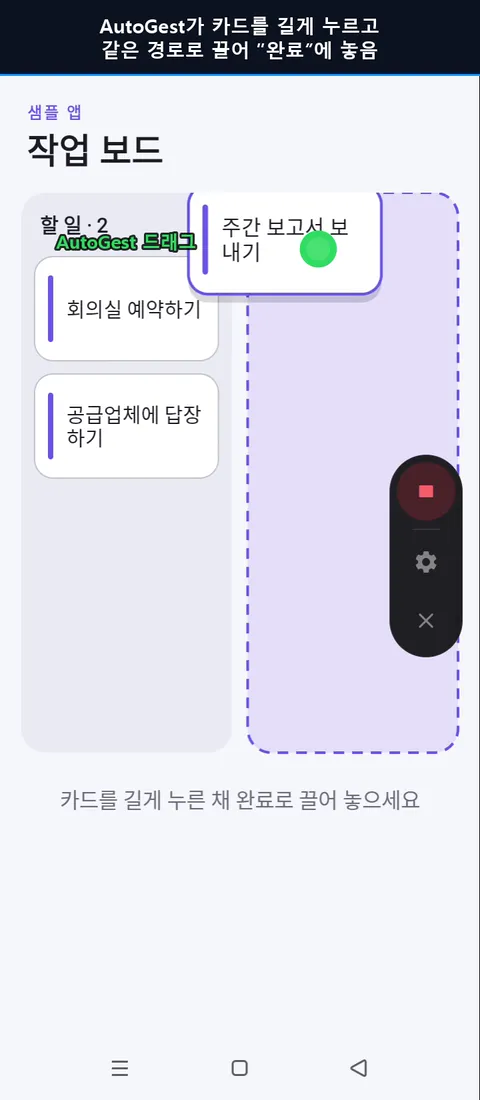 AutoGest가 카드를 길게 누르고
같은 경로로 끌어 "완료"에 놓음
샘플 앱
작업 보드
할 일 · 2
주간 보고서 보
내기
AutoGest 드래그
회의실 예약하기
공급업체에 답장
하기
카드를 길게 누른 채 완료로 끌어 놓으세요